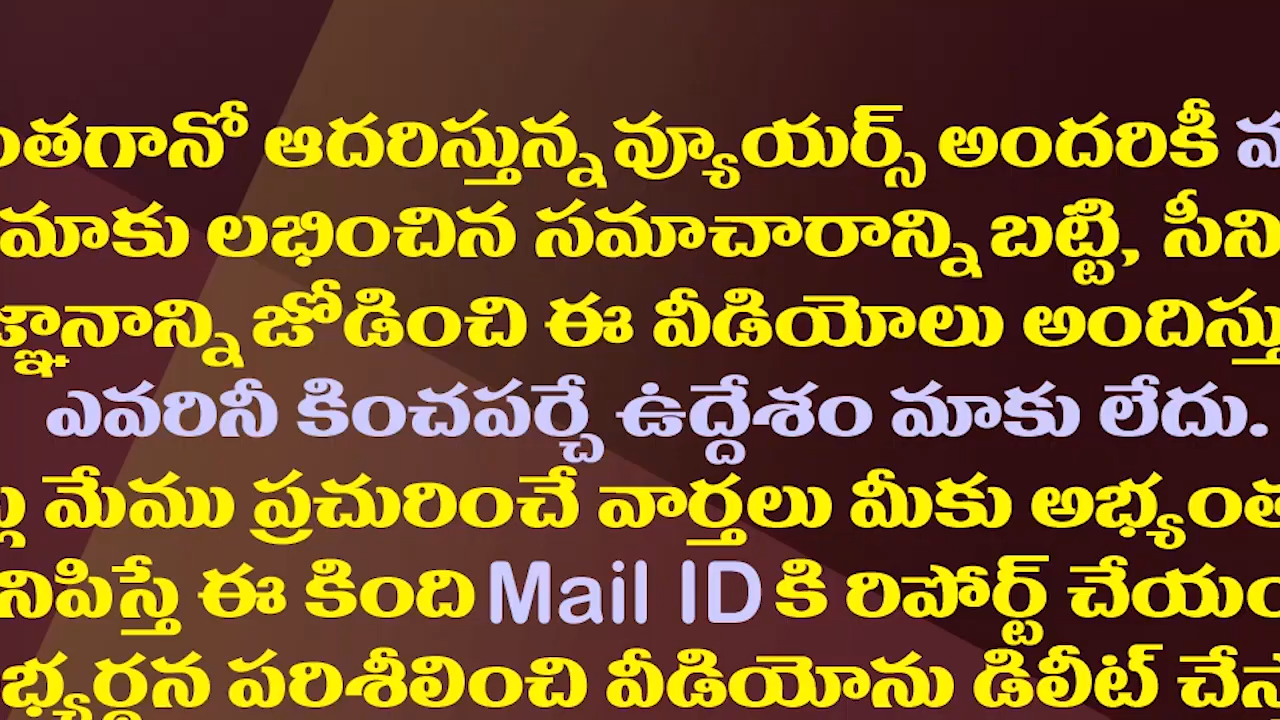 ంతగానో ఆదరిస్తున్న వ్యూయర్స్ అందరికీ
మాకు లభించిన సమాచారాన్ని బట్టి, సీని
జ్ఞానాన్ని జోడించి ఈ వీడియోలు అందిస్తు
ఎవరినీ కించపర్చే ఉద్దేశం మాకు లేదు.
మేము ప్రచురించే వార్తలు మీకు అభ్యంత
నిపిస్తే ఈ కింది Mail ID కి రిపోర్ట్ చేయం
భ్యర్థన పరిశీలించి వీడియోను డిలీట్ చేస